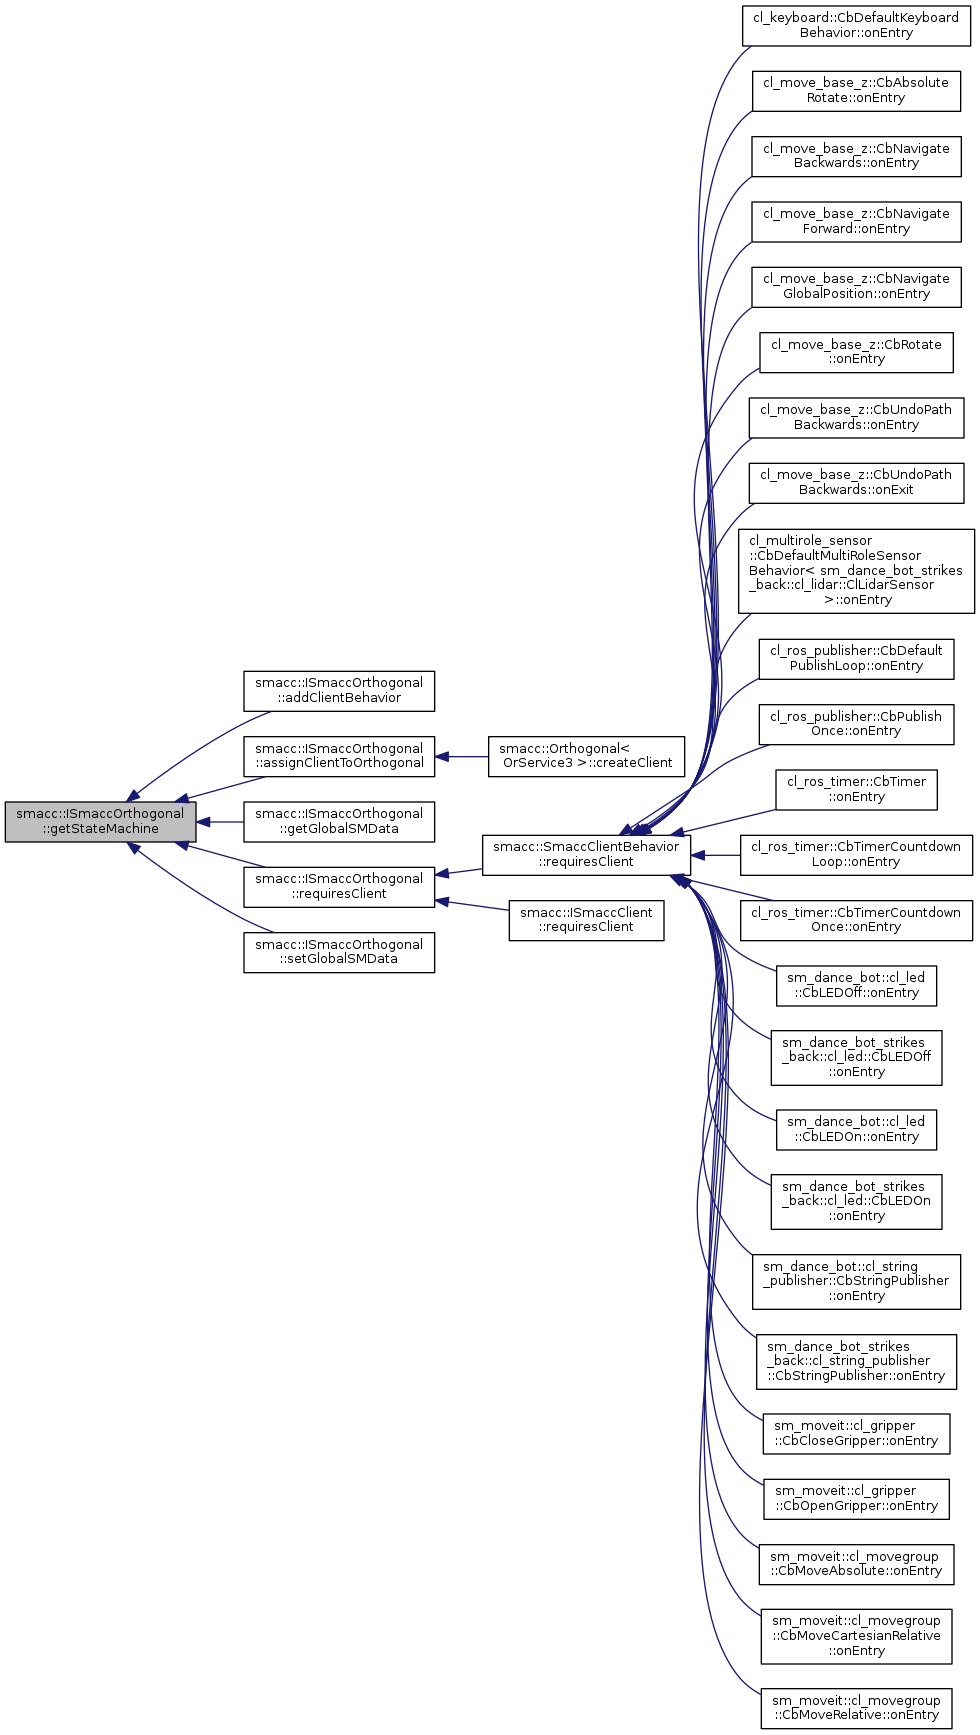 smacc::ISmaccOrthogonal
::getStateMachine
smacc::ISmaccOrthogonal
::addClientBehavior
smacc::ISmaccOrthogonal
::assignClientToOrthogonal
smacc::ISmaccOrthogonal
::getGlobalSMData
smacc::ISmaccOrthogonal
::requiresClient
smacc::ISmaccOrthogonal
::setGlobalSMData
smacc::Orthogonal<
OrService3 >::createClient
smacc::SmaccClientBehavior
::requiresClient
smacc::ISmaccClient
::requiresClient
cl_keyboard::CbDefaultKeyboard
Behavior::onEntry
cl_move_base_z::CbAbsolute
Rotate::onEntry
cl_move_base_z::CbNavigate
Backwards::onEntry
cl_move_base_z::CbNavigate
Forward::onEntry
cl_move_base_z::CbNavigate
GlobalPosition::onEntry
cl_move_base_z::CbRotate
::onEntry
cl_move_base_z::CbUndoPath
Backwards::onEntry
cl_move_base_z::CbUndoPath
Backwards::onExit
cl_multirole_sensor
::CbDefaultMultiRoleSensor
Behavior< sm_dance_bot_strikes
_back::cl_lidar::ClLidarSensor
>::onEntry
cl_ros_publisher::CbDefault
PublishLoop::onEntry
cl_ros_publisher::CbPublish
Once::onEntry
cl_ros_timer::CbTimer
::onEntry
cl_ros_timer::CbTimerCountdown
Loop::onEntry
cl_ros_timer::CbTimerCountdown
Once::onEntry
sm_dance_bot::cl_led
::CbLEDOff::onEntry
sm_dance_bot_strikes
_back::cl_led::CbLEDOff
::onEntry
sm_dance_bot::cl_led
::CbLEDOn::onEntry
sm_dance_bot_strikes
_back::cl_led::CbLEDOn
::onEntry
sm_dance_bot::cl_string
_publisher::CbStringPublisher
::onEntry
sm_dance_bot_strikes
_back::cl_string_publisher
::CbStringPublisher::onEntry
sm_moveit::cl_gripper
::CbCloseGripper::onEntry
sm_moveit::cl_gripper
::CbOpenGripper::onEntry
sm_moveit::cl_movegroup
::CbMoveAbsolute::onEntry
sm_moveit::cl_movegroup
::CbMoveCartesianRelative
::onEntry
sm_moveit::cl_movegroup
::CbMoveRelative::onEntry